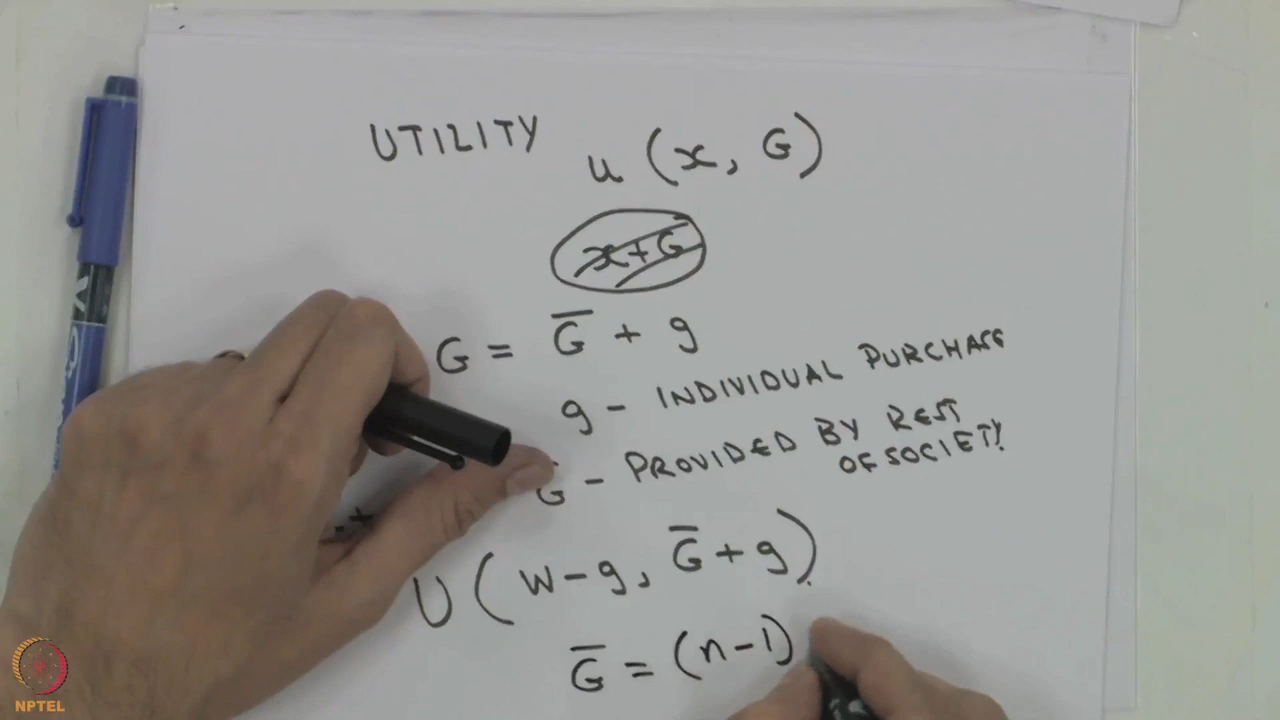 UTILITY u (x, G)
x+G
G = G̅ + g
g - INDIVIDUAL PURCHASE
G - PROVIDED BY REST
OF SOCIETY!
U ( w-g, G̅+g )
G̅ = (n-1)
NPTEL